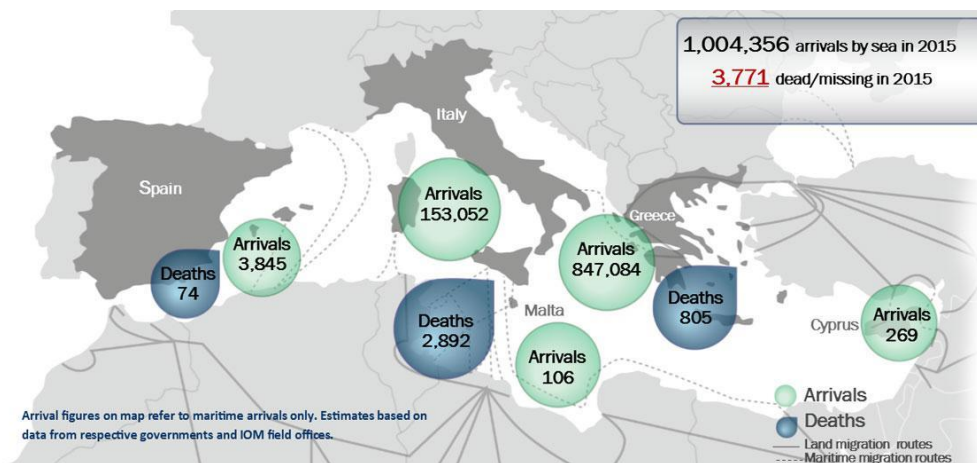 1,004,356 arrivals by sea in 2015
3,771 dead/missing in 2015
Italy
Spain
Greece
Arrivals
153,052
Arrivals
3,845
Deaths
74
Arrivals
847,084
Deaths
2,892
Malta
Deaths
805
Cyprus
Arrivals
269
Arrivals
106
Arrival figures on map refer to maritime arrivals only. Estimates based on
data from respective governments and IOM field offices.
Arrivals
Deaths
Land migration routes
Maritime migration routes